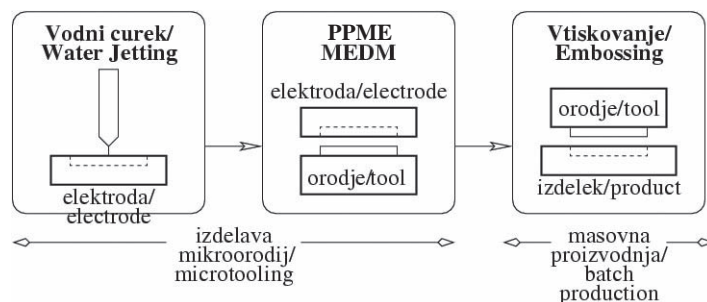 Vodni curek/
Water Jetting
elektroda/
electrode
PPME
MEDM
elektroda/electrode
orodje/tool
Vtiskovanje/
Embossing
orodje/tool
izdelek/product
izdelava
mikroorodij/
microtooling
masovna
proizvodnja/
batch
production